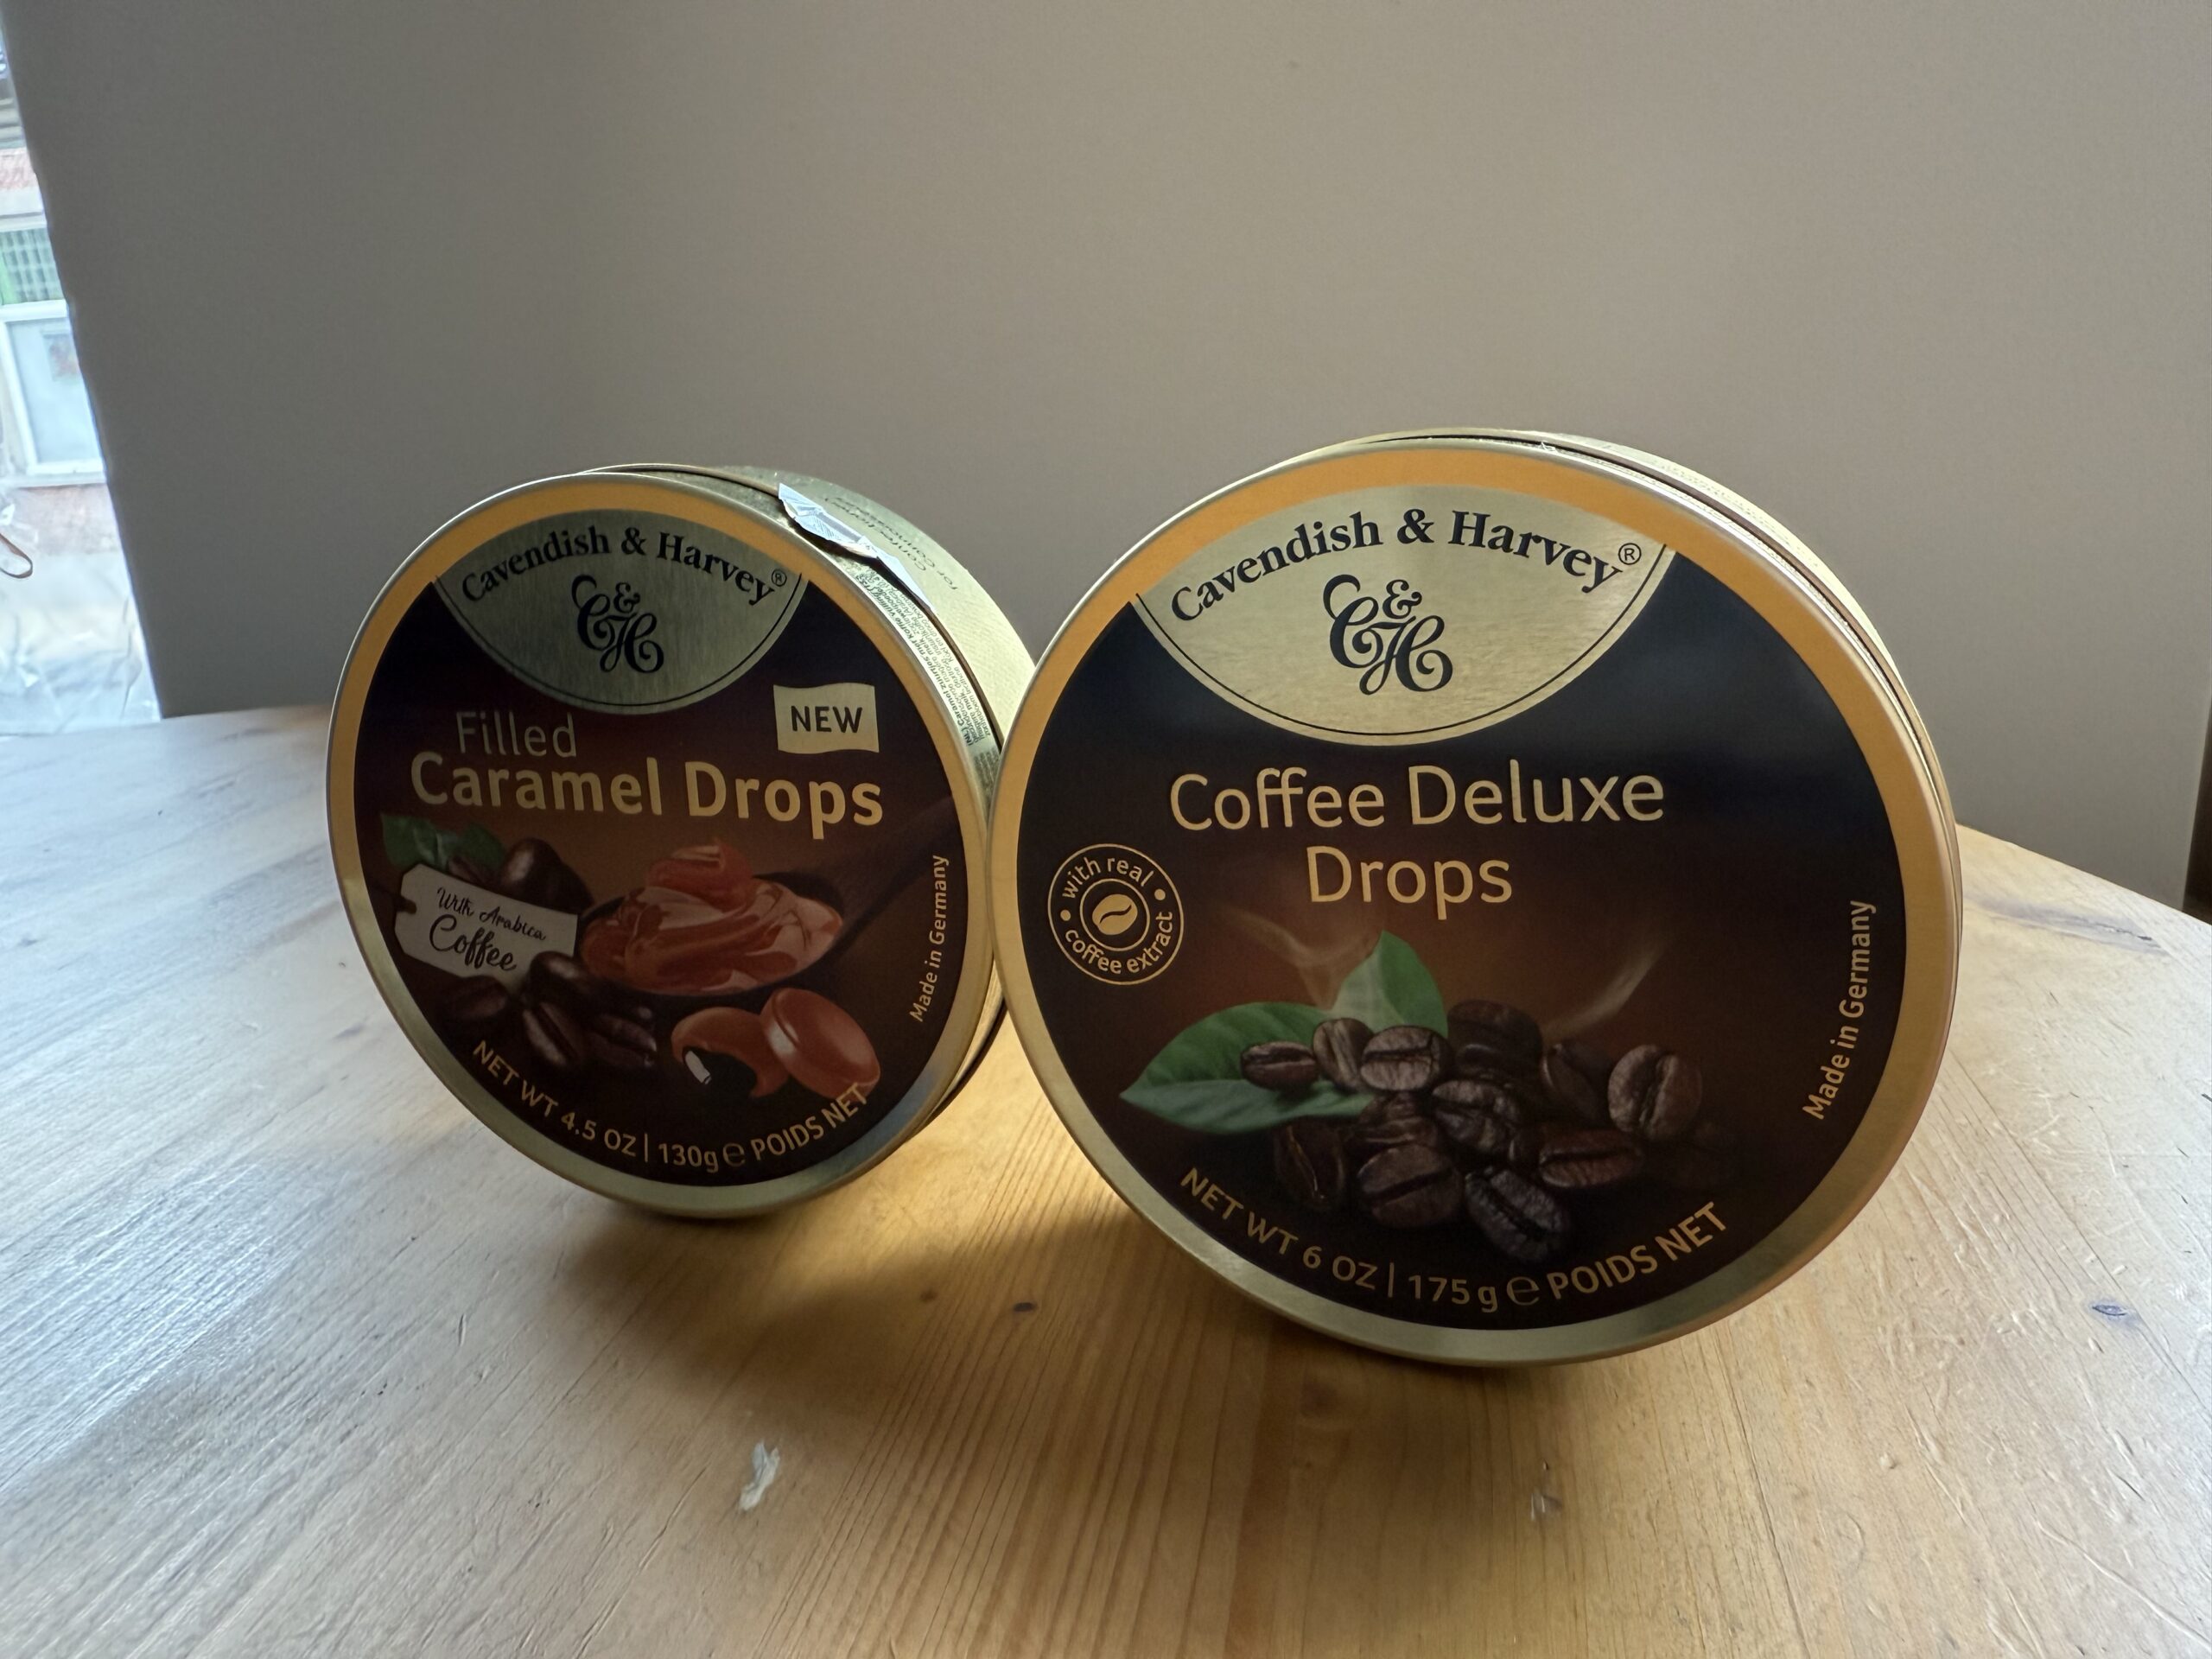 Cavendish & Harvey®
C&H
Filled
NEW
Caramel Drops
With Arabica
Coffee
Made in Germany
NET WT 4.5 OZ | 130g ℮ POIDS NET
Cavendish & Harvey®
C&H
Coffee Deluxe
Drops
with real
coffee extract
Made in Germany
NET WT 6 OZ | 175g ℮ POIDS NET